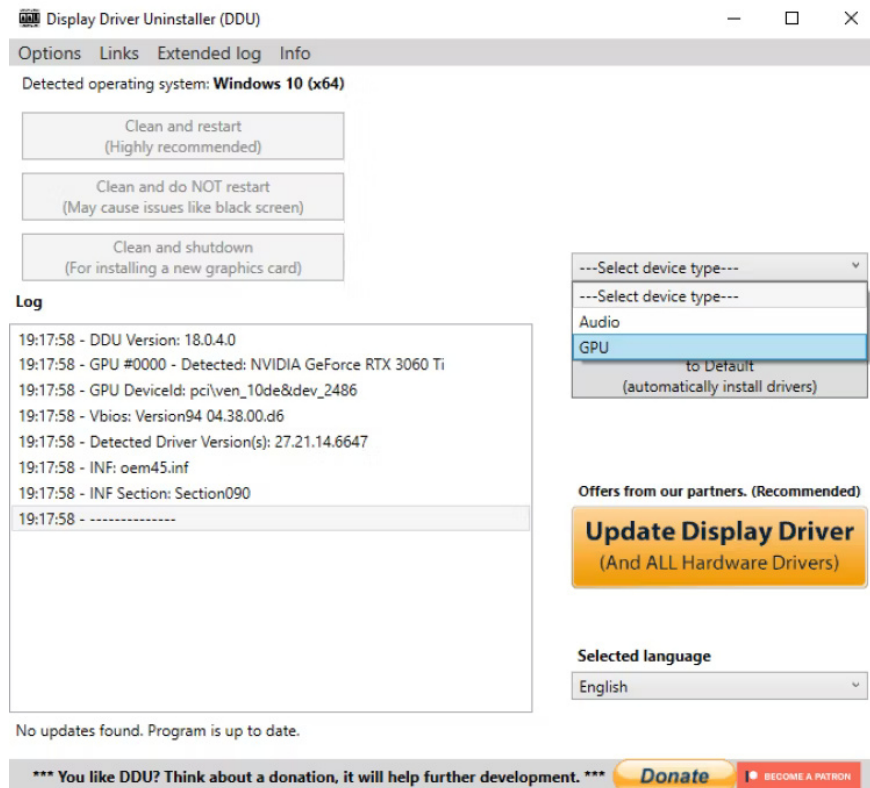 Display Driver Uninstaller (DDU)
Options Links Extended log Info
Detected operating system: Windows 10 (x64)
Clean and restart
(Highly recommended)
Clean and do NOT restart
(May cause issues like black screen)
Clean and shutdown
(For installing a new graphics card)
---Select device type---
---Select device type---
Audio
GPU
to Default
(automatically install drivers)
Log
19:17:58 - DDU Version: 18.0.4.0
19:17:58 - GPU #0000 - Detected: NVIDIA GeForce RTX 3060 Ti
19:17:58 - GPU DeviceId: pci\ven_10de&dev_2486
19:17:58 - Vbios: Version94 04.38.00.d6
19:17:58 - Detected Driver Version(s): 27.21.14.6647
19:17:58 - INF: oem45.inf
19:17:58 - INF Section: Section090
19:17:58 - --------------
Offers from our partners. (Recommended)
Update Display Driver
(And ALL Hardware Drivers)
Selected language
English
No updates found. Program is up to date.
*** You like DDU? Think about a donation, it will help further development. ***
Donate
BECOME A PATRON